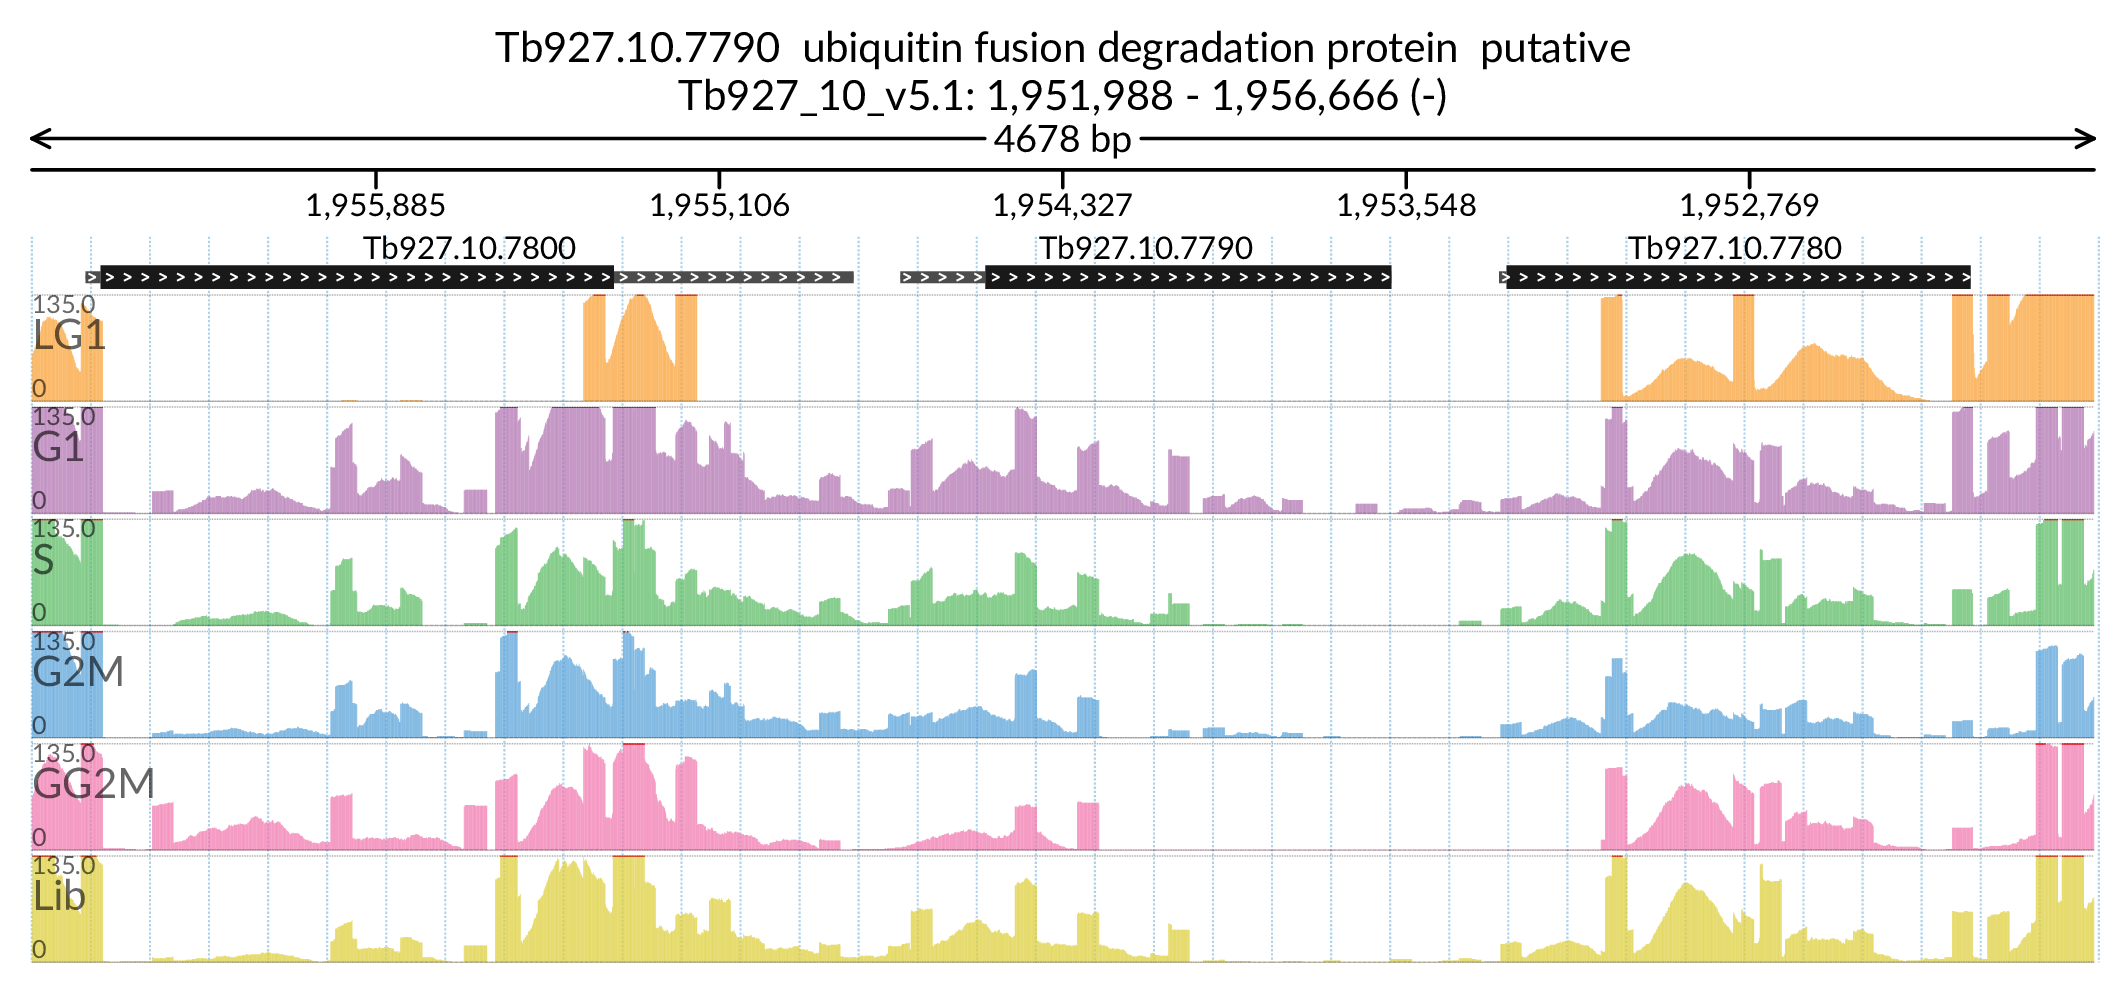 Tb927.10.7790  ubiquitin fusion degradation protein  putative
Tb927_10_v5.1: 1,951,988 - 1,956,666 (-)
4678 bp
1,955,885 1,955,106 1,954,327 1,953,548 1,952,769
Tb927.10.7800 Tb927.10.7790 Tb927.10.7780
135.0
LG1
0
135.0
G1
0
135.0
S
0
135.0
G2M
0
135.0
GG2M
0
135.0
Lib
0